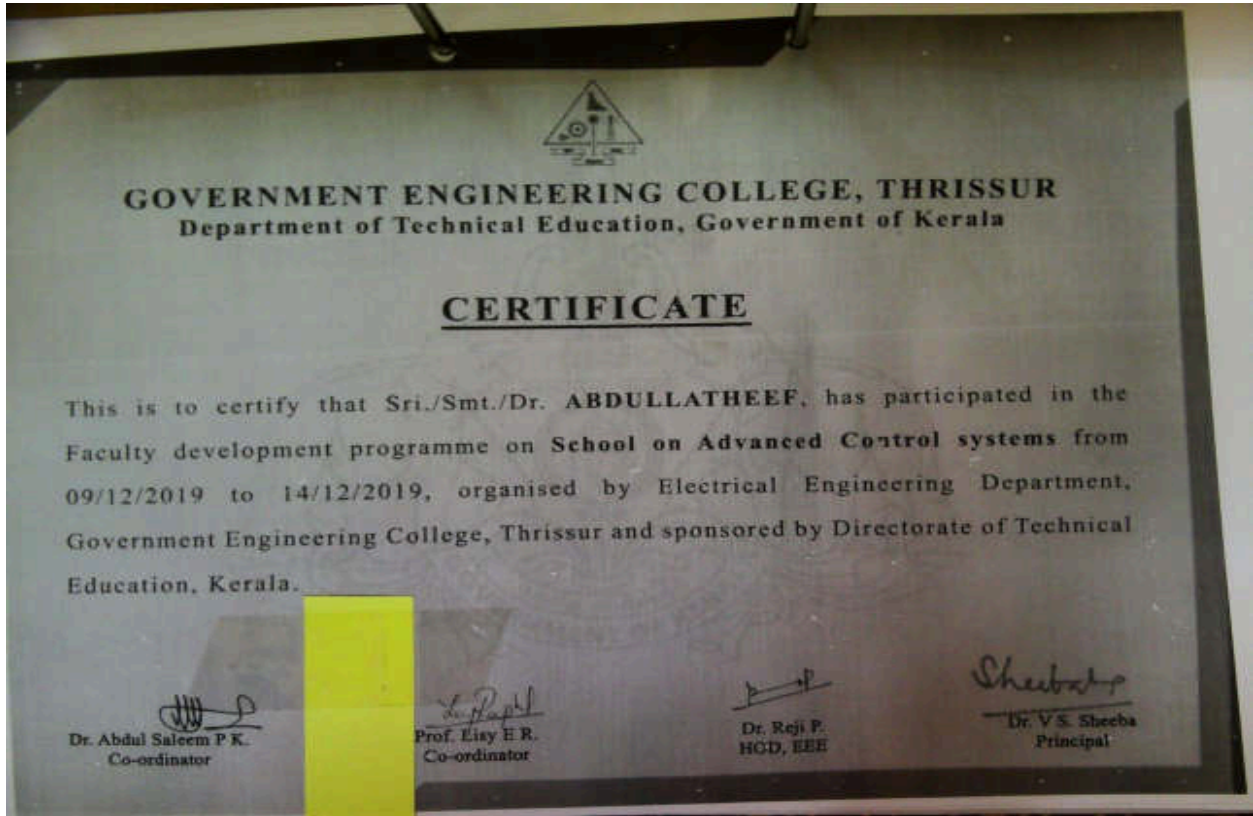 GOVERNMENT ENGINEERING COLLEGE, THRISSUR
Department of Technical Education, Government of Kerala
CERTIFICATE
This is to certify that Sri./Smt./Dr. ABDULLATHEEF, has participated in the
Faculty development programme on School on Advanced Control systems from
09/12/2019 to 14/12/2019, organised by Electrical Engineering Department,
Government Engineering College, Thrissur and sponsored by Directorate of Technical
Education, Kerala.
Dr. Abdul Saleem P K.
Co-ordinator
Prof. E R.
Co-ordinator
Dr. Reji P.
HOD, EEE
Sheeba
Dr. V S. Sheeba
Principal